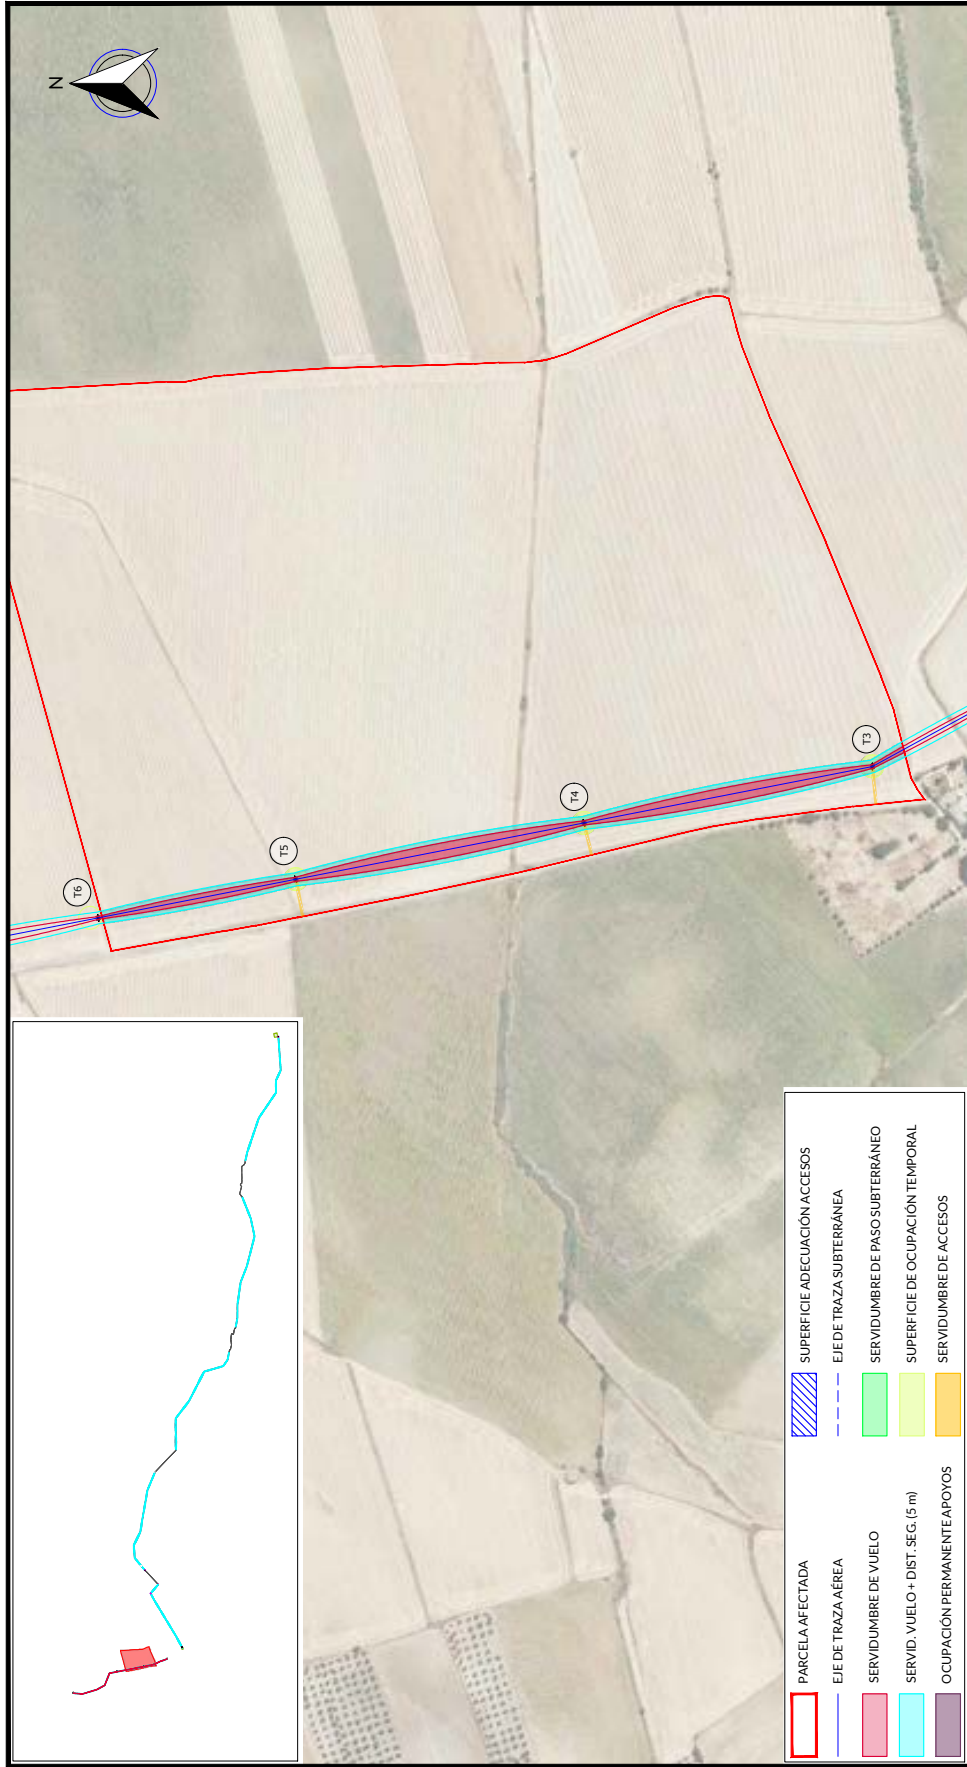 N
T6
T5
T4
T3
PARCELA AFECTADA
EJE DE TRAZA AÉREA
SERVIDUMBRE DE VUELO
SERVID. VUELO + DIST. SEG. (5 m)
OCUPACIÓN PERMANENTE APOYOS
SUPERFICIE ADECUACIÓN ACCESOS
EJE DE TRAZA SUBTERRÁNEA
SERVIDUMBRE DE PASO SUBTERRÁNEO
SUPERFICIE DE OCUPACIÓN TEMPORAL
SERVIDUMBRE DE ACCESOS